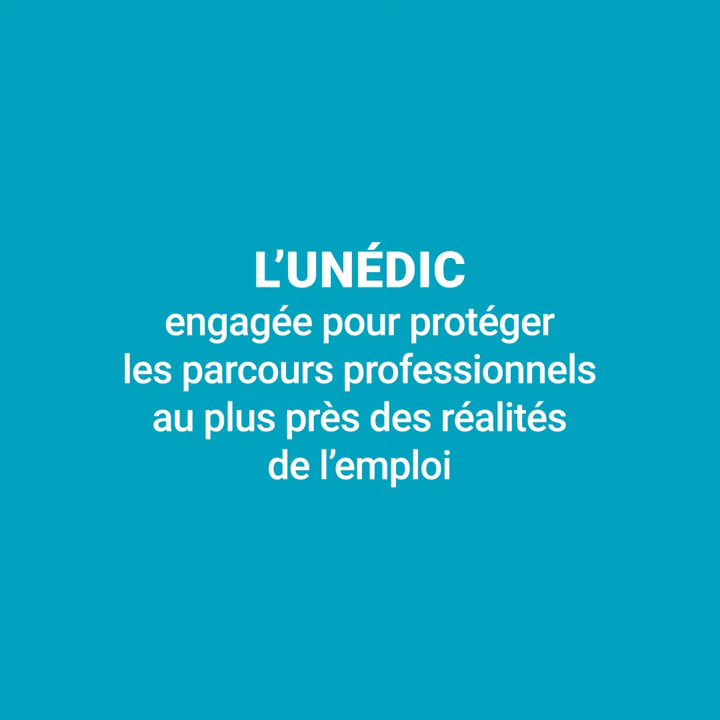 L’UNÉDIC
engagée pour protéger
les parcours professionnels
au plus près des réalités
de l’emploi